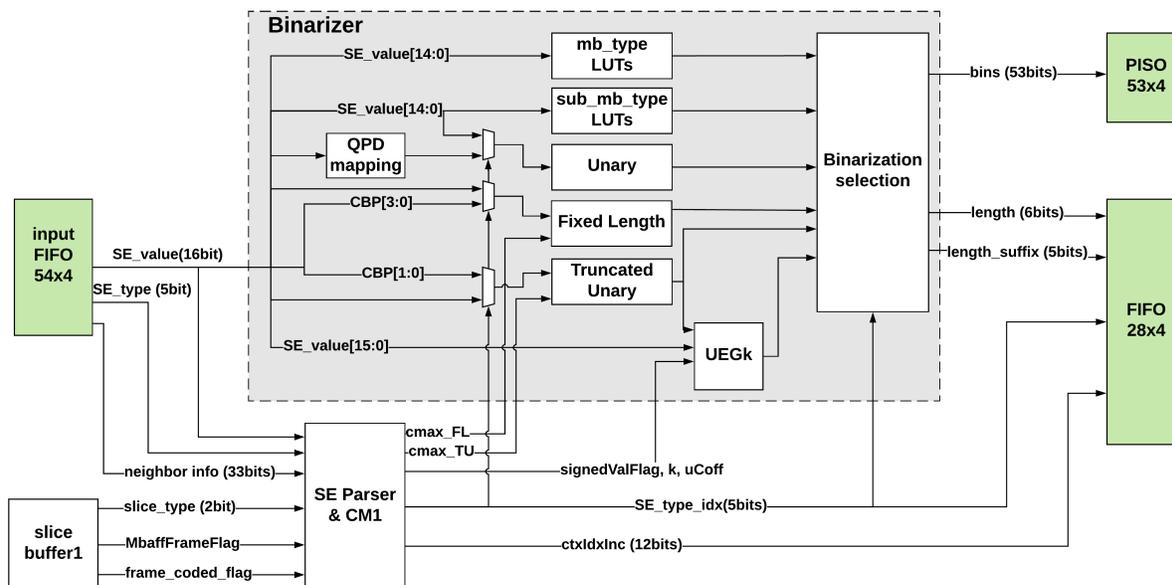 Binarizer
SE_value[14:0]
mb_type
LUTs
SE_value[14:0]
sub_mb_type
LUTs
QPD
mapping
Unary
CBP[3:0]
Fixed Length
CBP[1:0]
Truncated
Unary
SE_value[15:0]
UEGk
Binarization
selection
bins (53bits)
PISO
53x4
length (6bits)
length_suffix (5bits)
FIFO
28x4
input
FIFO
54x4
SE_value(16bit)
SE_type (5bit)
neighbor info (33bits)
slice
buffer1
slice_type (2bit)
MbaffFrameFlag
frame_coded_flag
SE Parser
& CM1
cmax_FL
cmax_TU
signedValFlag, k, uCoff
SE_type_idx(5bits)
ctxIdxInc (12bits)